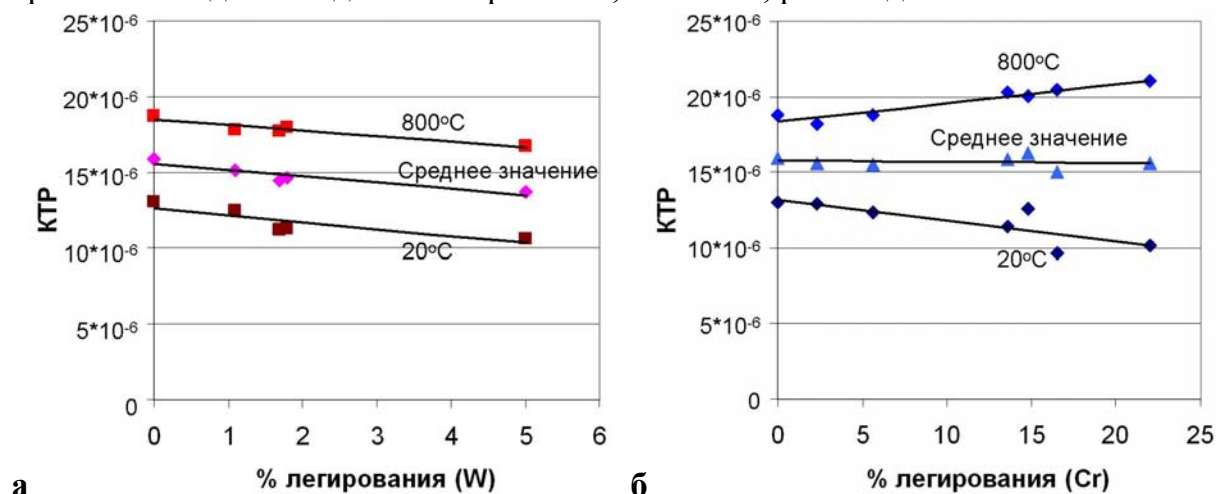 25*10-6
20*10-6
15*10-6
10*10-6
5*10-6
0
КТР
800оС
Среднее значение
20оС
0 1 2 3 4 5 6
% легирования (W)
а
25*10-6
20*10-6
15*10-6
10*10-6
5*10-6
0
КТР
800оС
Среднее значение
20оС
0 5 10 15 20 25
% легирования (Cr)
б